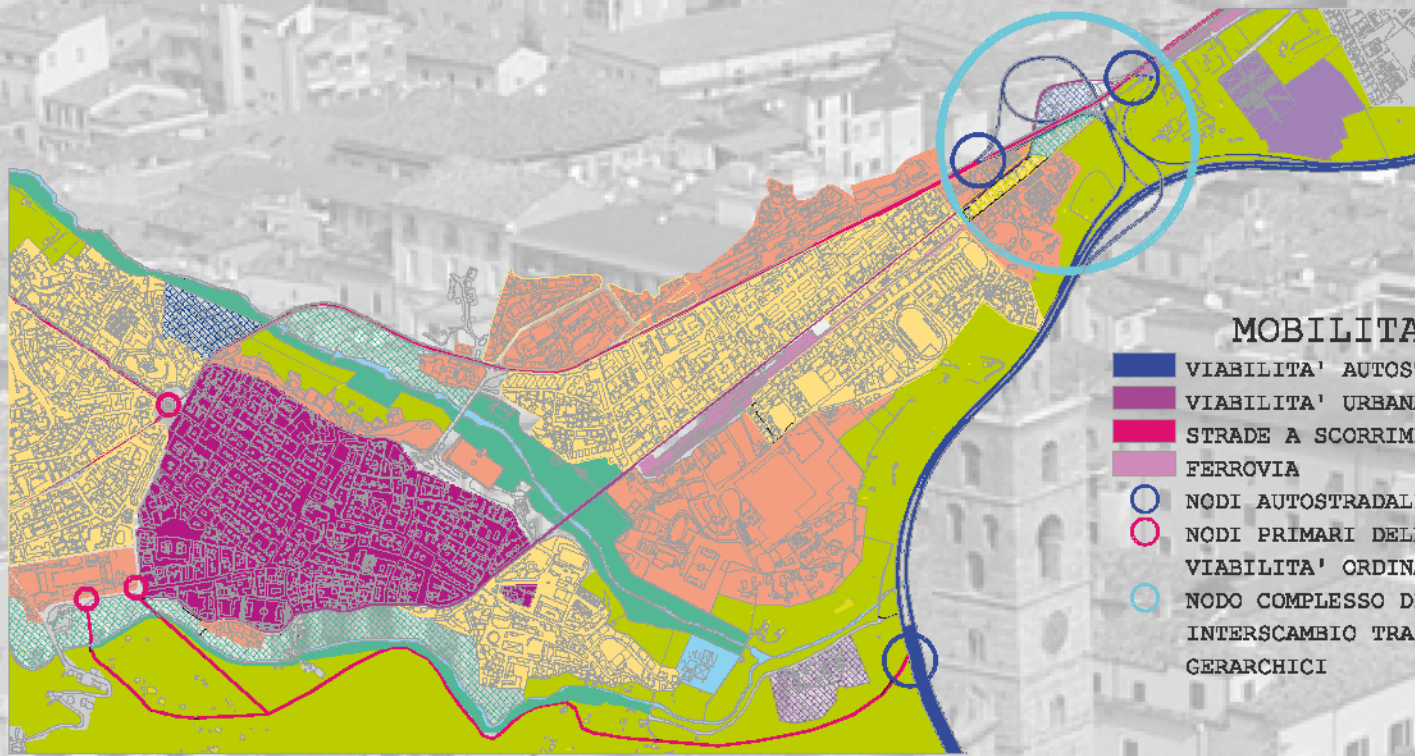 MOBILITA
VIABILITA' AUTOS
VIABILITA' URBAN
STRADE A SCORRIM
FERROVIA
NODI AUTOSTRADAL
NODI PRIMARI DEL
VIABILITA' ORDIN
NODO COMPLESSO D
INTERSCAMBIO TRA
GERARCHICI